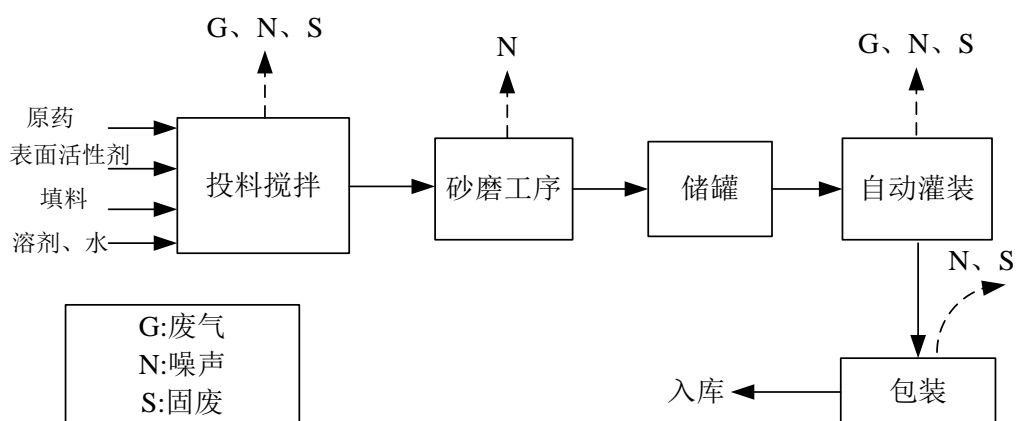 G、N、S
N
G、N、S
原药
表面活性剂
填料
溶剂、水
投料搅拌
砂磨工序
储罐
自动灌装
N、S
包装
入库
G:废气
N:噪声
S:固废